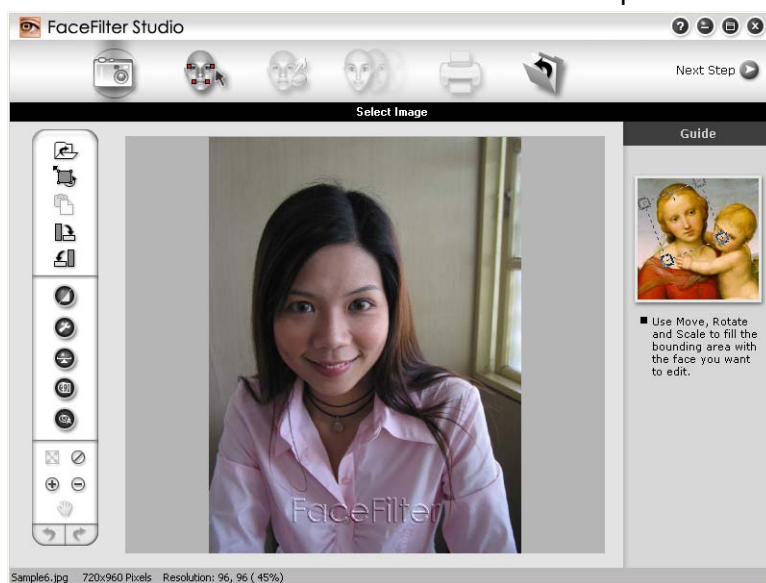 FaceFilter Studio
Next Step
Select Image
Guide
Use Move, Rotate
and Scale to fill the
bounding area with
the face you want
to edit.
FaceFilter
Sample6.jpg 720x960 Pixels Resolution: 96, 96 ( 45%)